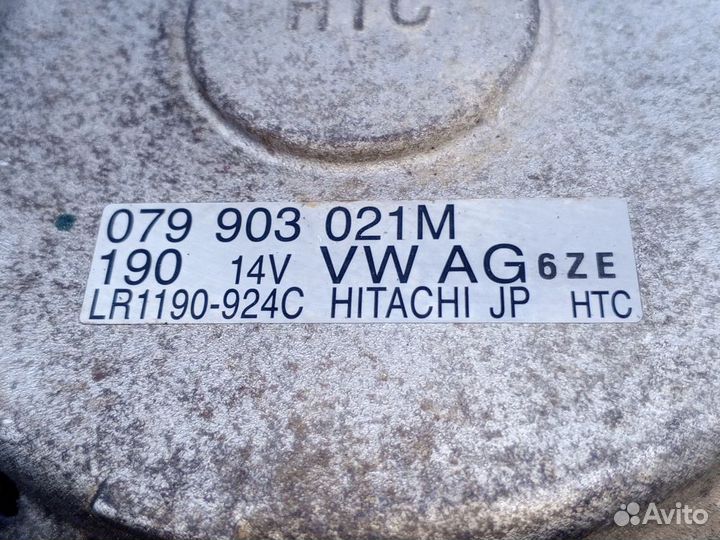 HTC
079 903 021M
190 14V VW AG 6ZE
LR1190-924C HITACHI JP HTC
Avito